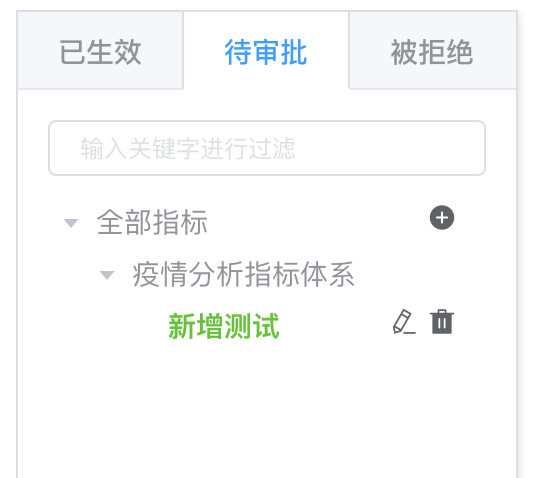 已生效 待审批 被拒绝
输入关键字进行过滤
全部指标
疫情分析指标体系
新增测试